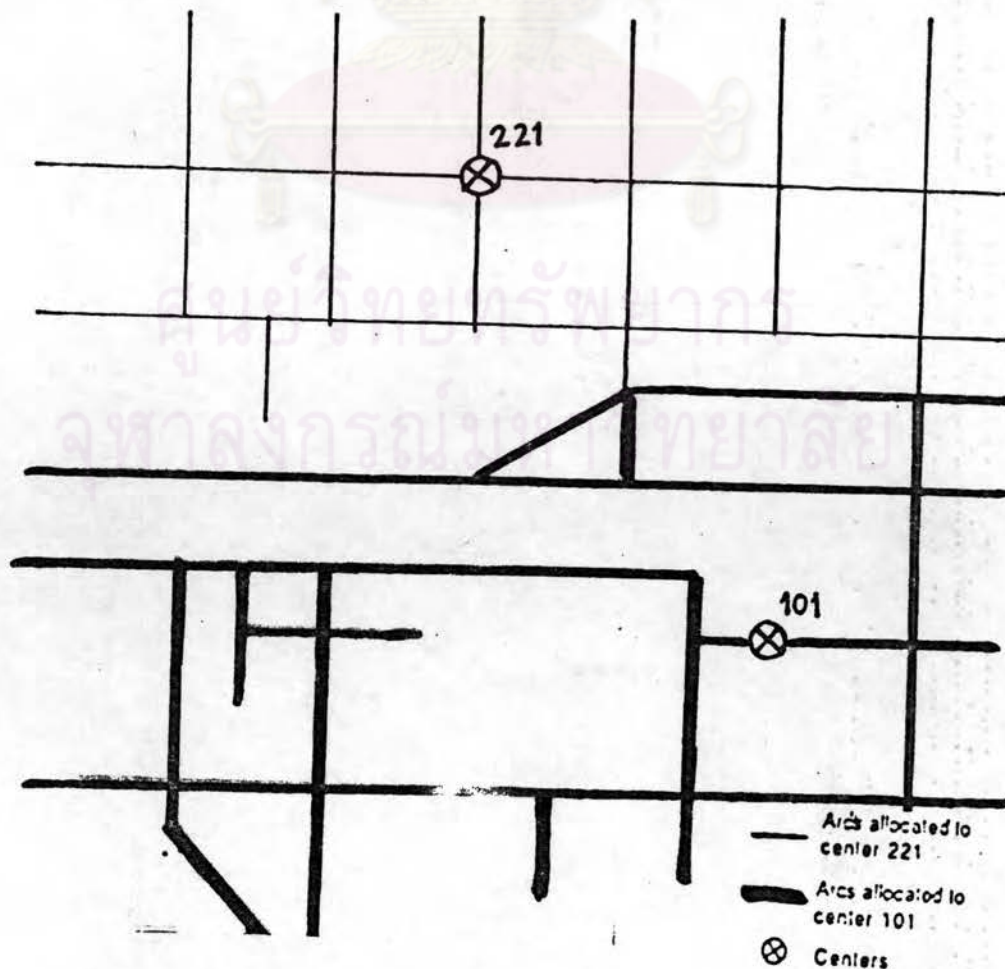 221
ศูนย์วิทยทรัพยากร
จุฬาลงกรณ์มหาวิทยาลัย
101
Arcs allocated to
center 221
Arcs allocated to
center 101
Centers